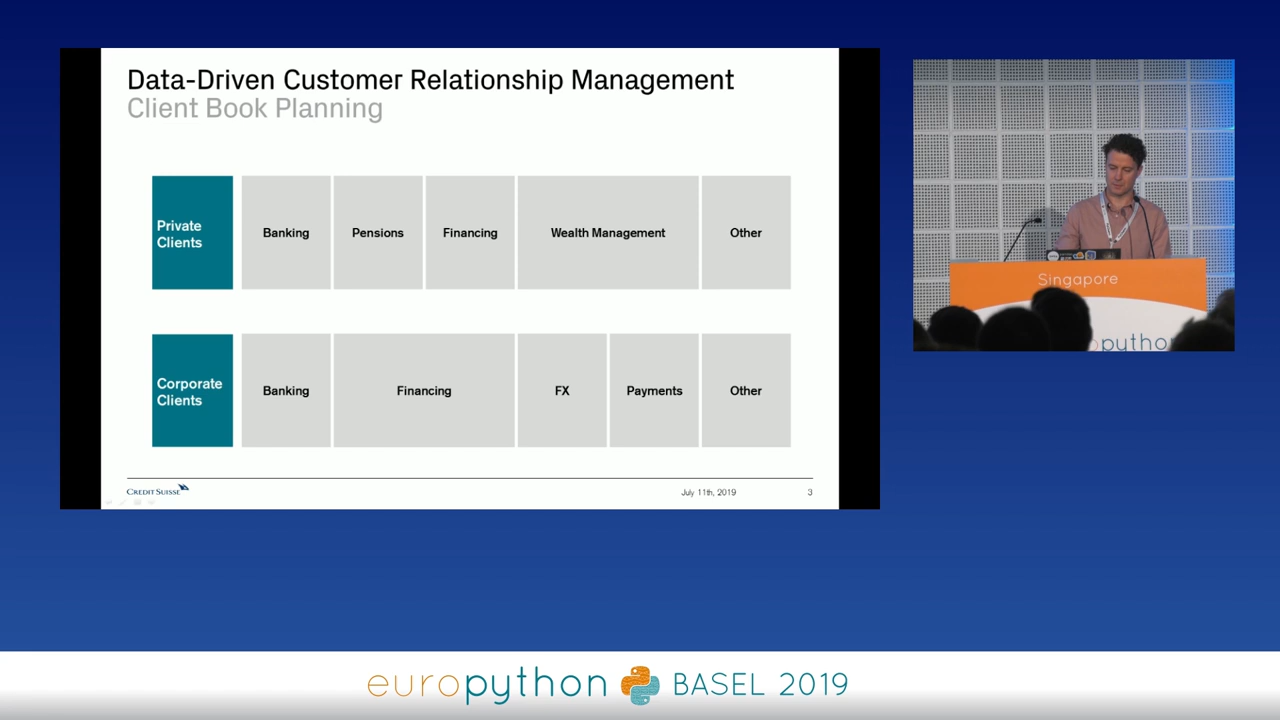 Data-Driven Customer Relationship Management
Client Book Planning
Private
Clients
Banking
Pensions
Financing
Wealth Management
Other
Corporate
Clients
Banking
Financing
FX
Payments
Other
CREDIT SUISSE
July 11th, 2019
3
Singapore
europython
europython BASEL 2019